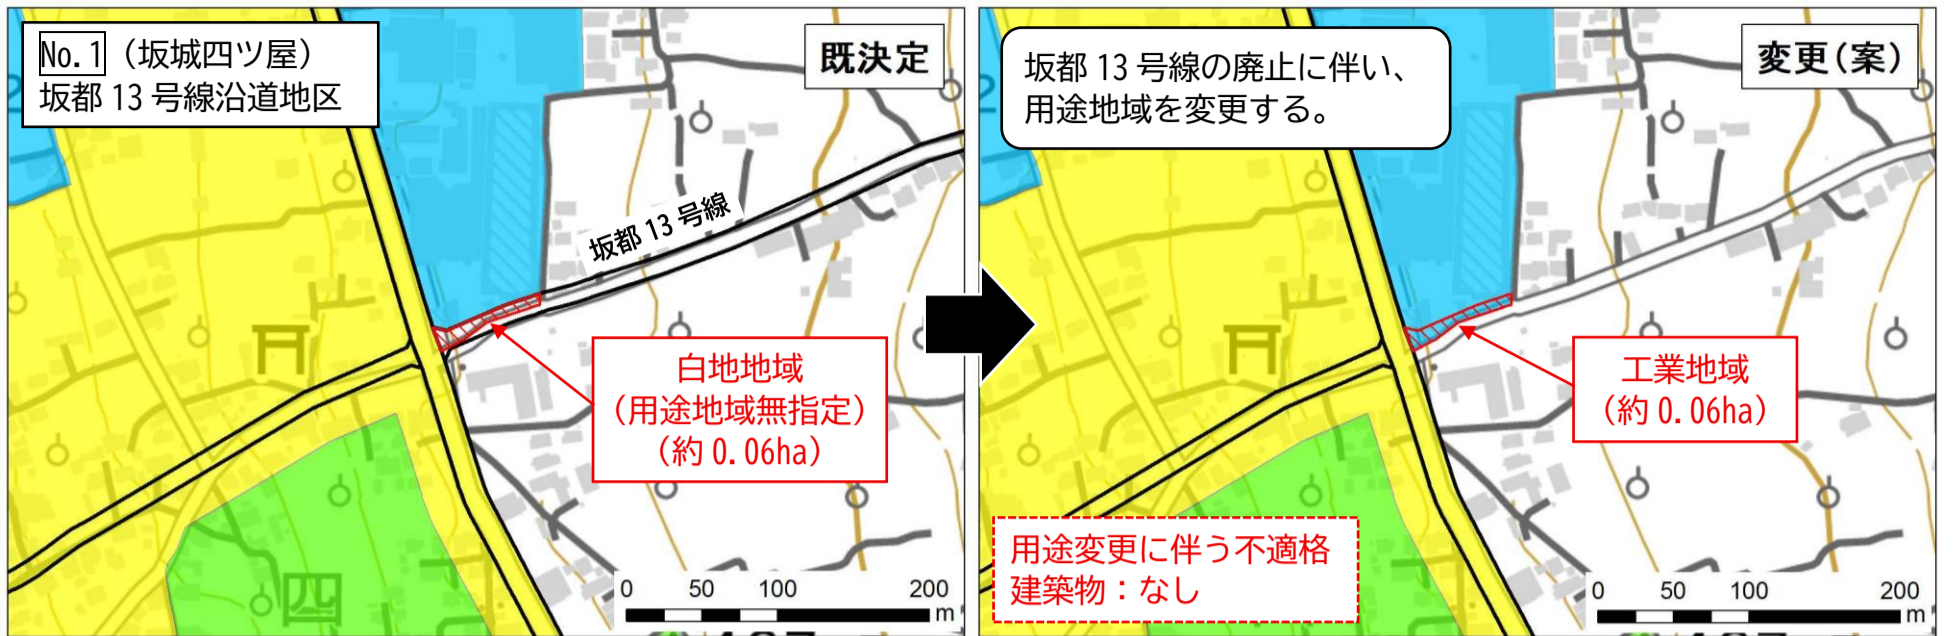 No.1（坂城四ツ屋）
坂都 13 号線沿道地区
既決定
坂都 13 号線
白地地域
（用途地域無指定）
（約 0.06ha）
四
0 50 100 200
m
坂都 13 号線の廃止に伴い、
用途地域を変更する。
変更（案）
工業地域
（約 0.06ha）
用途変更に伴う不適格
建築物：なし
0 50 100 200
m